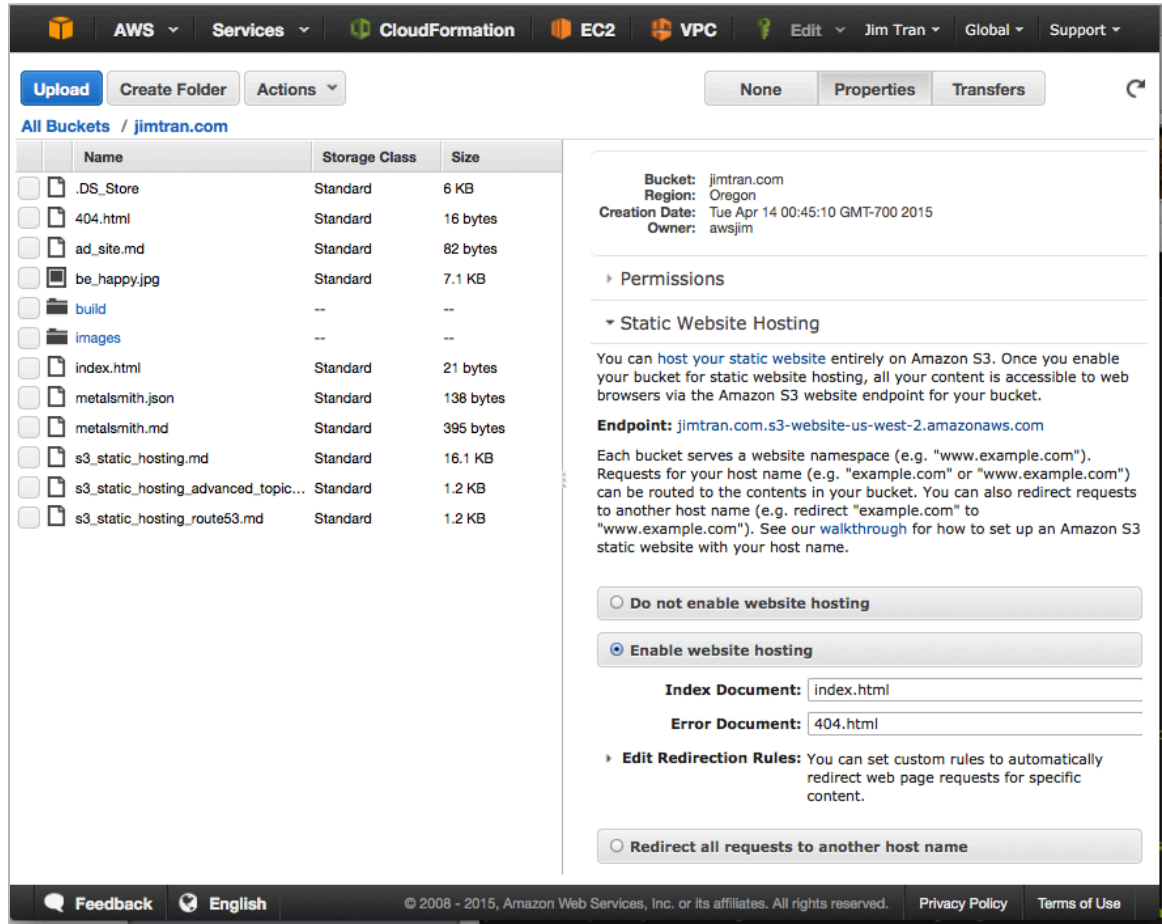 AWS Services CloudFormation EC2 VPC Edit Jim Tran Global Support
Upload Create Folder Actions None Properties Transfers
All Buckets / jimtran.com
Name Storage Class Size
.DS_Store Standard 6 KB
404.html Standard 16 bytes
ad_site.md Standard 82 bytes
be_happy.jpg Standard 7.1 KB
build -- --
images -- --
index.html Standard 21 bytes
metalsmith.json Standard 138 bytes
metalsmith.md Standard 395 bytes
s3_static_hosting.md Standard 16.1 KB
s3_static_hosting_advanced_topic... Standard 1.2 KB
s3_static_hosting_route53.md Standard 1.2 KB
Bucket: jimtran.com
Region: Oregon
Creation Date: Tue Apr 14 00:45:10 GMT-700 2015
Owner: awsjim
Permissions
Static Website Hosting
You can host your static website entirely on Amazon S3. Once you enable
your bucket for static website hosting, all your content is accessible to web
browsers via the Amazon S3 website endpoint for your bucket.
Endpoint: jimtran.com.s3-website-us-west-2.amazonaws.com
Each bucket serves a website namespace (e.g. "www.example.com").
Requests for your host name (e.g. "example.com" or "www.example.com")
can be routed to the contents in your bucket. You can also redirect requests
to another host name (e.g. redirect "example.com" to
"www.example.com"). See our walkthrough for how to set up an Amazon S3
static website with your host name.
Do not enable website hosting
Enable website hosting
Index Document: index.html
Error Document: 404.html
Edit Redirection Rules: You can set custom rules to automatically
redirect web page requests for specific
content.
Redirect all requests to another host name
Feedback English © 2008 - 2015, Amazon Web Services, Inc. or its affiliates. All rights reserved. Privacy Policy Terms of Use